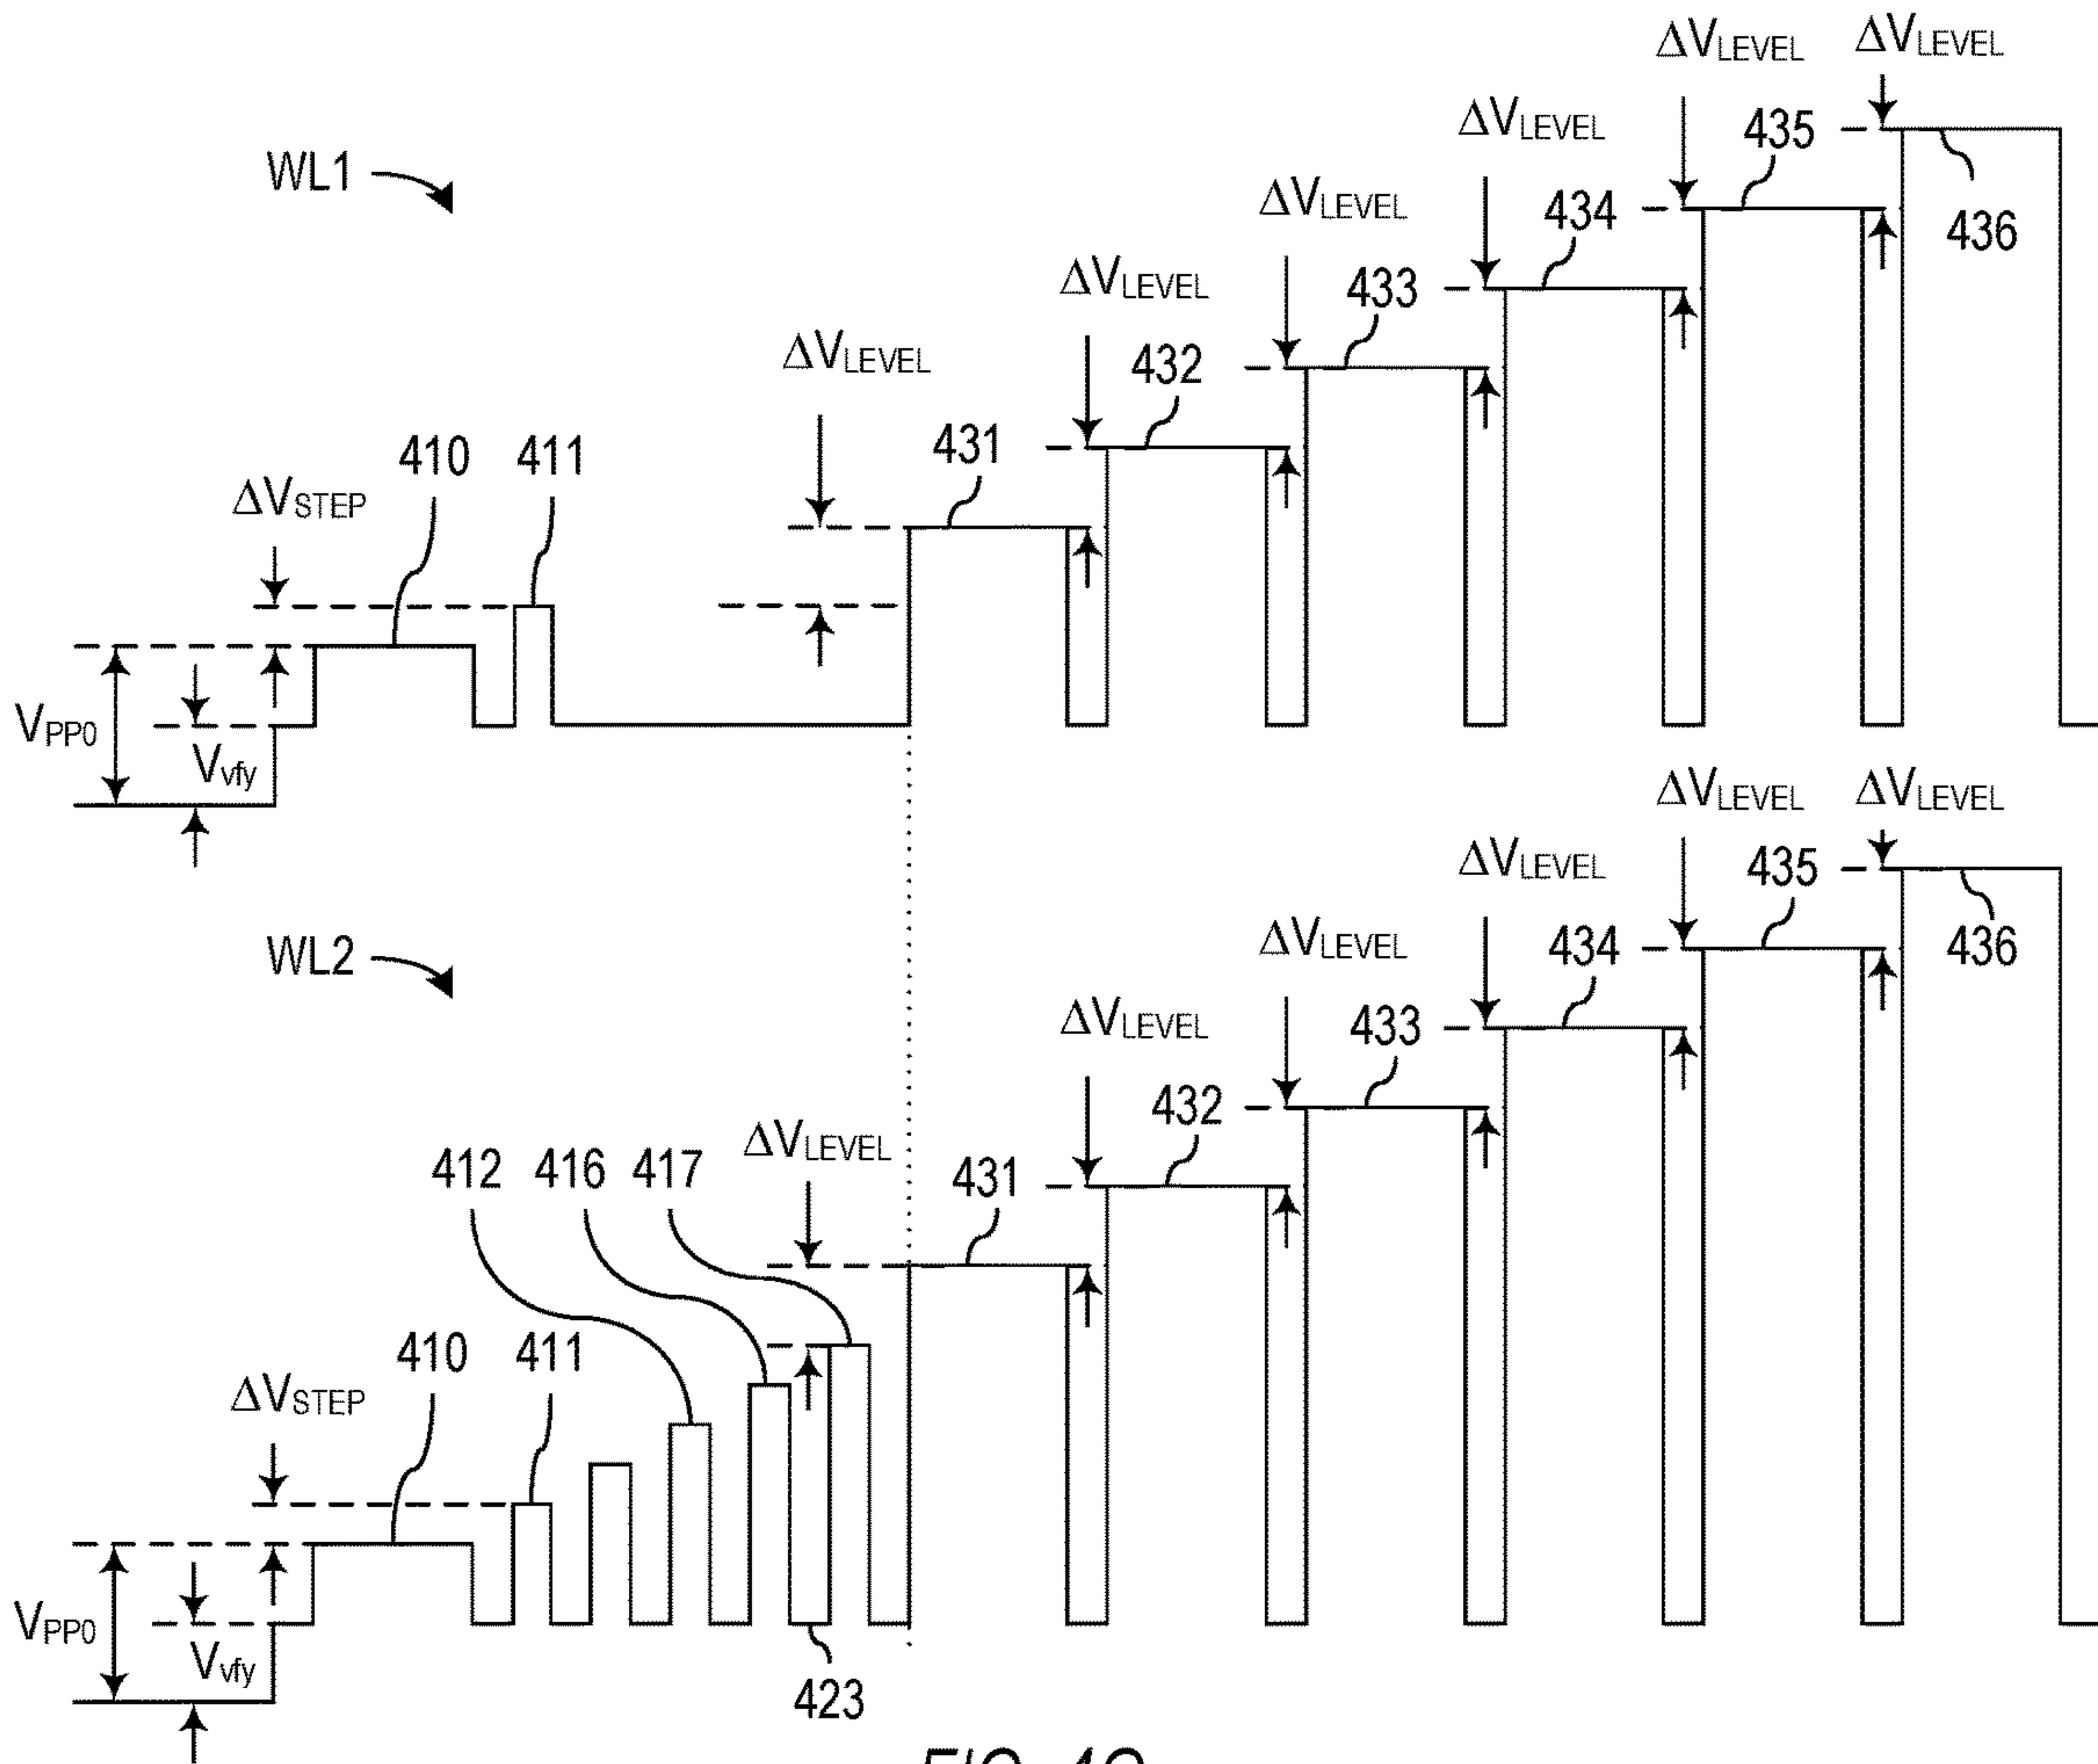 ΔVLEVEL ΔVLEVEL
ΔVLEVEL 435
WL1
ΔVLEVEL 434 436
ΔVLEVEL 433
ΔVLEVEL 432
410 411 431
ΔVSTEP
VPP0
Vvfy
ΔVLEVEL ΔVLEVEL
ΔVLEVEL 435
WL2
ΔVLEVEL 434 436
ΔVLEVEL 433
412 416 417 ΔVLEVEL 431 432
410 411
ΔVSTEP
VPP0
Vvfy
423